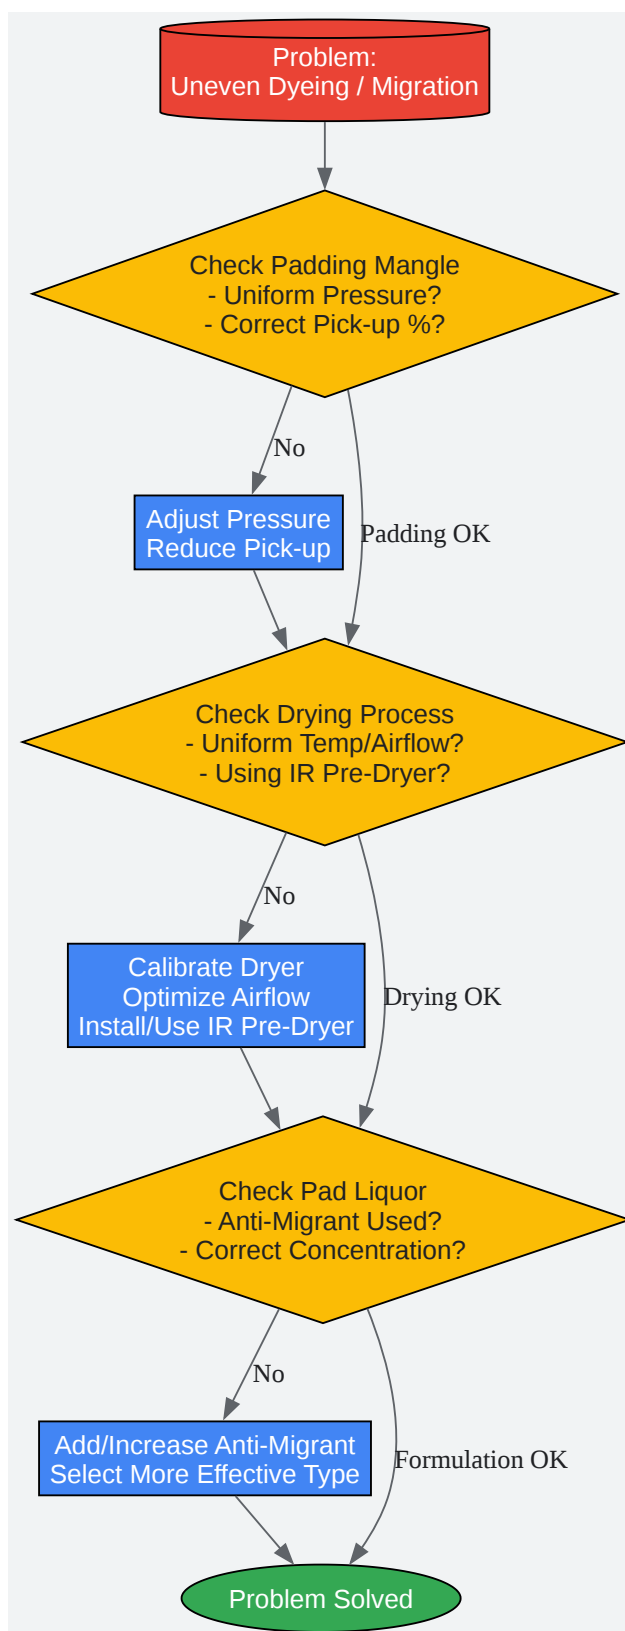 Problem:
Uneven Dyeing / Migration
Check Padding Mangle
- Uniform Pressure?
- Correct Pick-up %?
No
Adjust Pressure
Reduce Pick-up
Padding OK
Check Drying Process
- Uniform Temp/Airflow?
- Using IR Pre-Dryer?
No
Calibrate Dryer
Optimize Airflow
Install/Use IR Pre-Dryer
Drying OK
Check Pad Liquor
- Anti-Migrant Used?
- Correct Concentration?
No
Add/Increase Anti-Migrant
Select More Effective Type
Formulation OK
Problem Solved